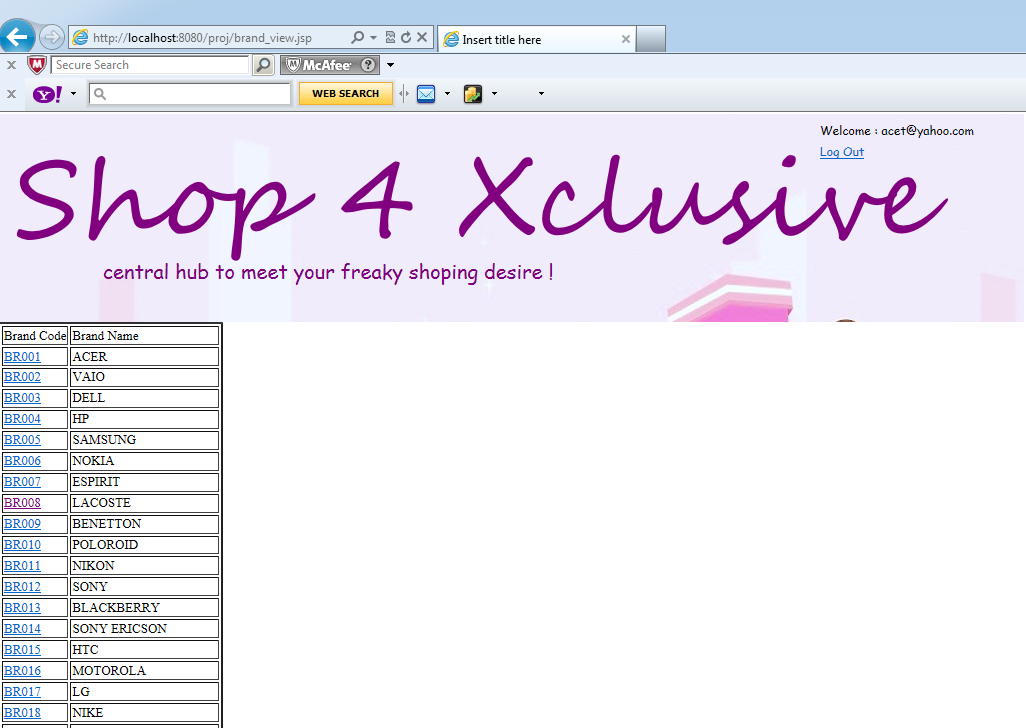 http://localhost:8080/proj/brand_view.jsp
Insert title here
Secure Search
McAfee
?
Y!
WEB SEARCH
Welcome : acet@yahoo.com
Log Out
Shop 4 Xclusive
central hub to meet your freaky shoping desire !
Brand Code Brand Name
BR001 ACER
BR002 VAIO
BR003 DELL
BR004 HP
BR005 SAMSUNG
BR006 NOKIA
BR007 ESPIRIT
BR008 LACOSTE
BR009 BENETTON
BR010 POLOROID
BR011 NIKON
BR012 SONY
BR013 BLACKBERRY
BR014 SONY ERICSON
BR015 HTC
BR016 MOTOROLA
BR017 LG
BR018 NIKE